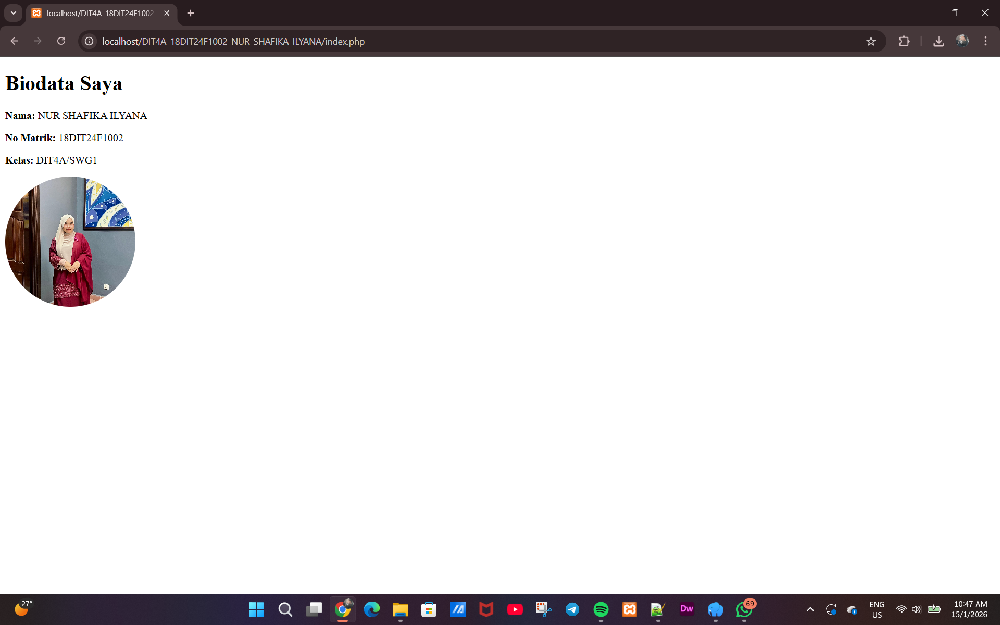 localhost/DIT4A_18DIT24F1002_
localhost/DIT4A_18DIT24F1002_NUR_SHAFIKA_ILYANA/index.php
Biodata Saya
Nama: NUR SHAFIKA ILYANA
No Matrik: 18DIT24F1002
Kelas: DIT4A/SWG1
27°
Dw
69
ENG
US
10:47 AM
15/1/2026